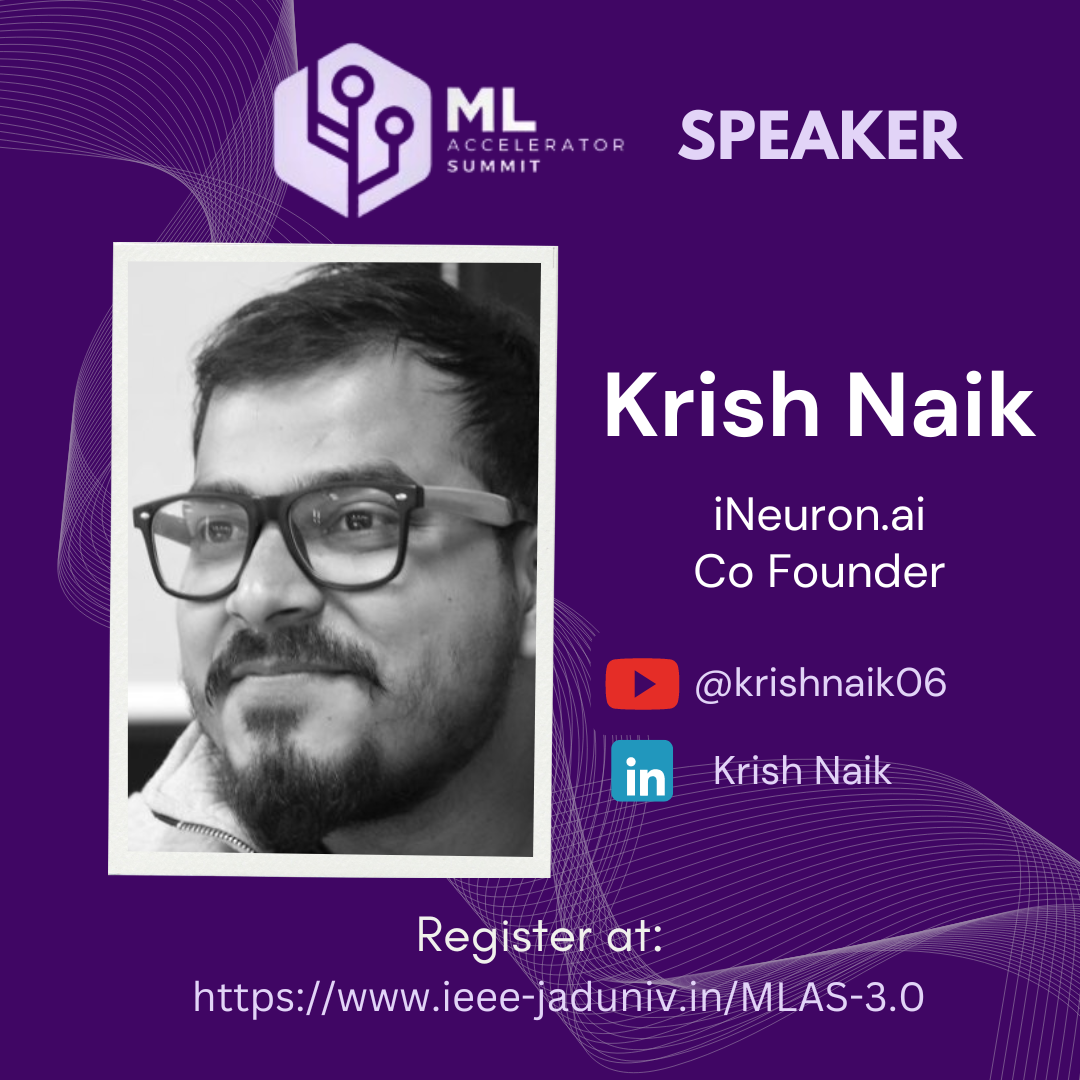 ML
ACCELERATOR
SUMMIT
SPEAKER
Krish Naik
iNeuron.ai
Co Founder
@krishnaik06
in Krish Naik
Register at:
https://www.ieee-jaduniv.in/MLAS-3.0